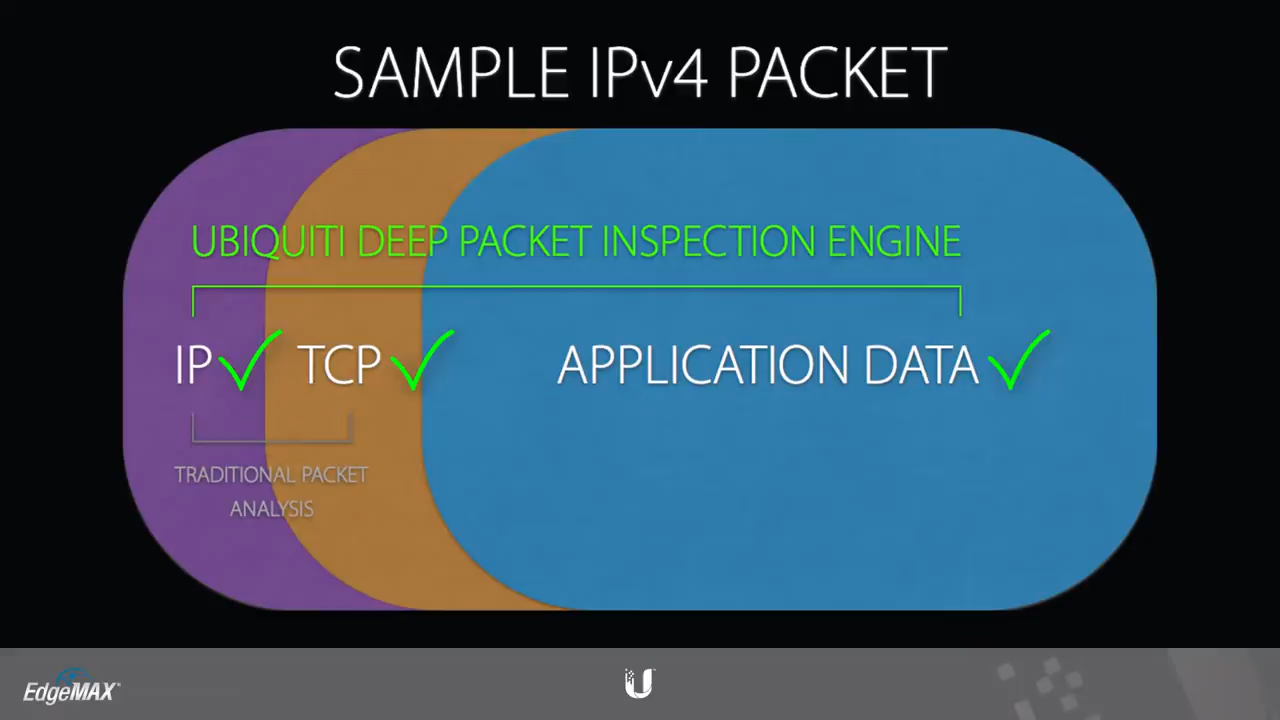 SAMPLE IPv4 PACKET
UBIQUITI DEEP PACKET INSPECTION ENGINE
IP TCP APPLICATION DATA
TRADITIONAL PACKET
ANALYSIS
EdgeMAX